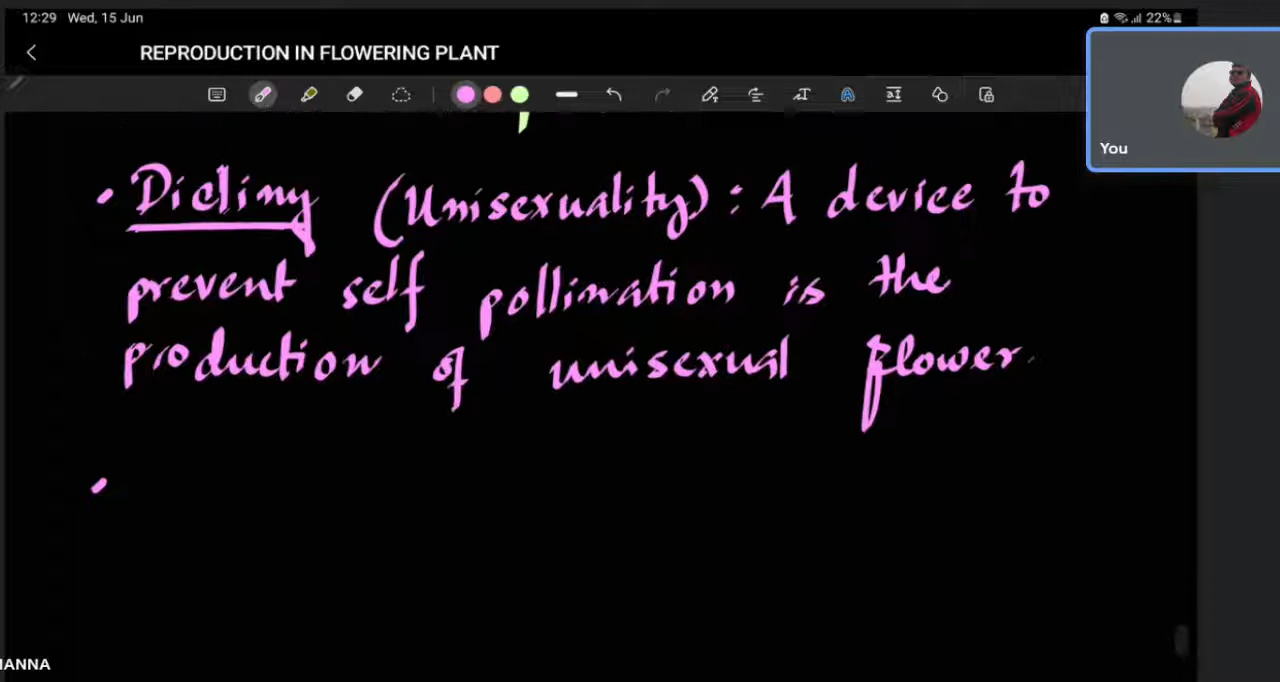 12:29 Wed, 15 Jun
22%
REPRODUCTION IN FLOWERING PLANT
You
• Dicliny (Unisexuality): A device to
prevent self pollination is the
production of unisexual flower.
•
IANNA